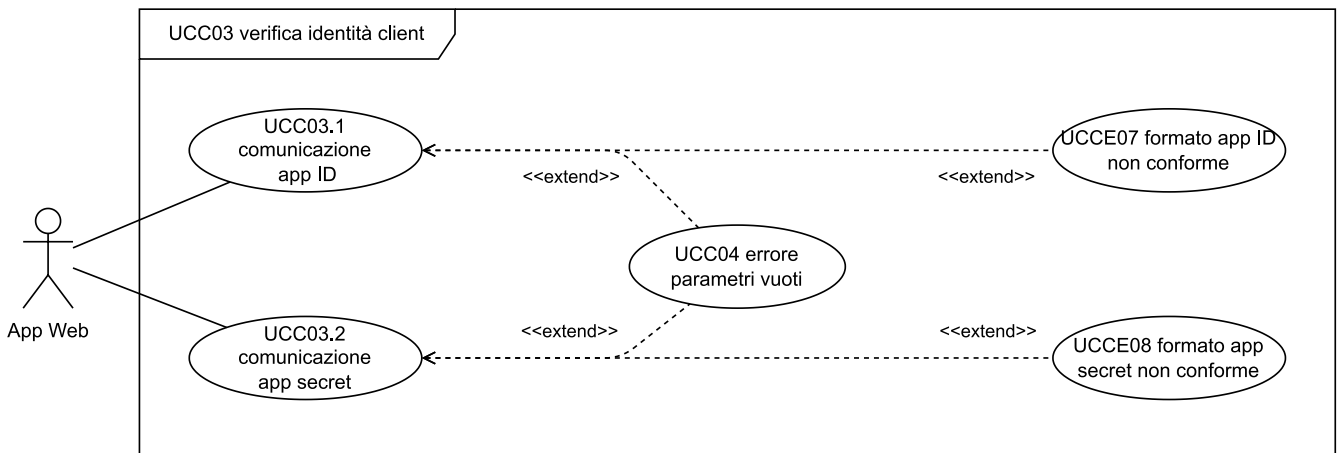 UCC03 verifica identità client
UCC03.1
comunicazione
app ID
UCCE07 formato app ID
non conforme
<<extend>>
<<extend>>
UCC04 errore
parametri vuoti
App Web
<<extend>>
<<extend>>
UCC03.2
comunicazione
app secret
UCCE08 formato app
secret non conforme